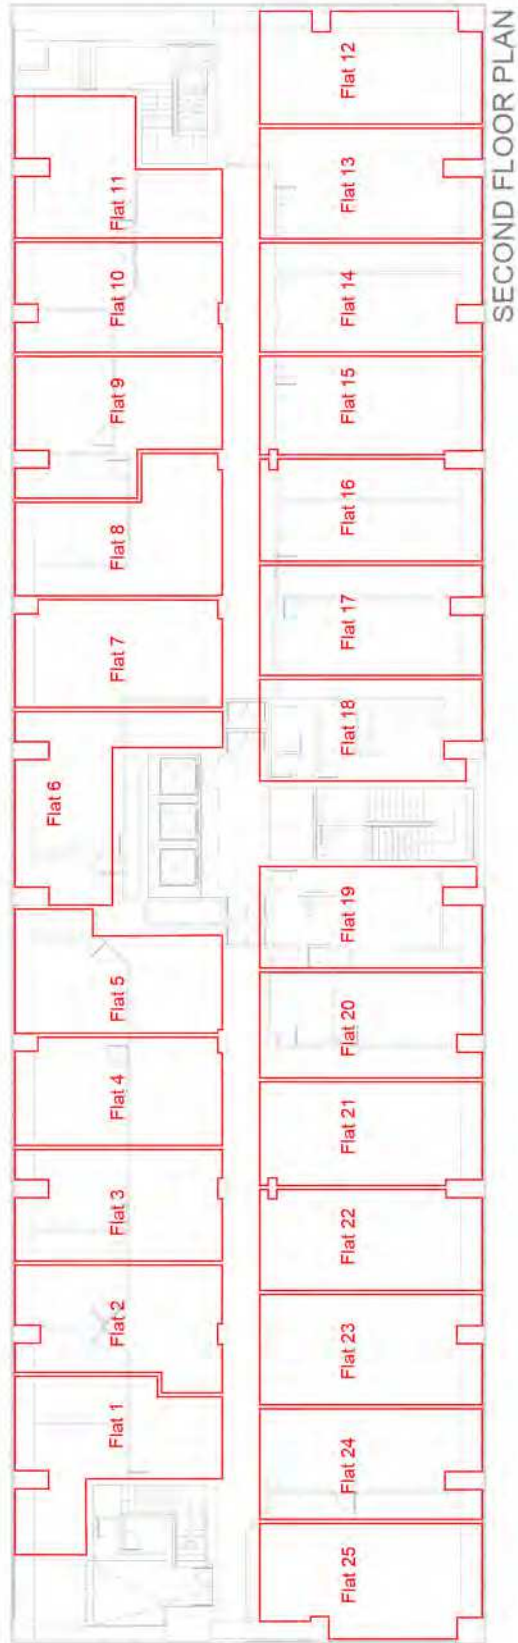 Flat 1
Flat 2
Flat 3
Flat 4
Flat 5
Flat 6
Flat 7
Flat 8
Flat 9
Flat 10
Flat 11
Flat 25
Flat 24
Flat 23
Flat 22
Flat 21
Flat 20
Flat 19
Flat 18
Flat 17
Flat 16
Flat 15
Flat 14
Flat 13
Flat 12
SECOND FLOOR PLAN